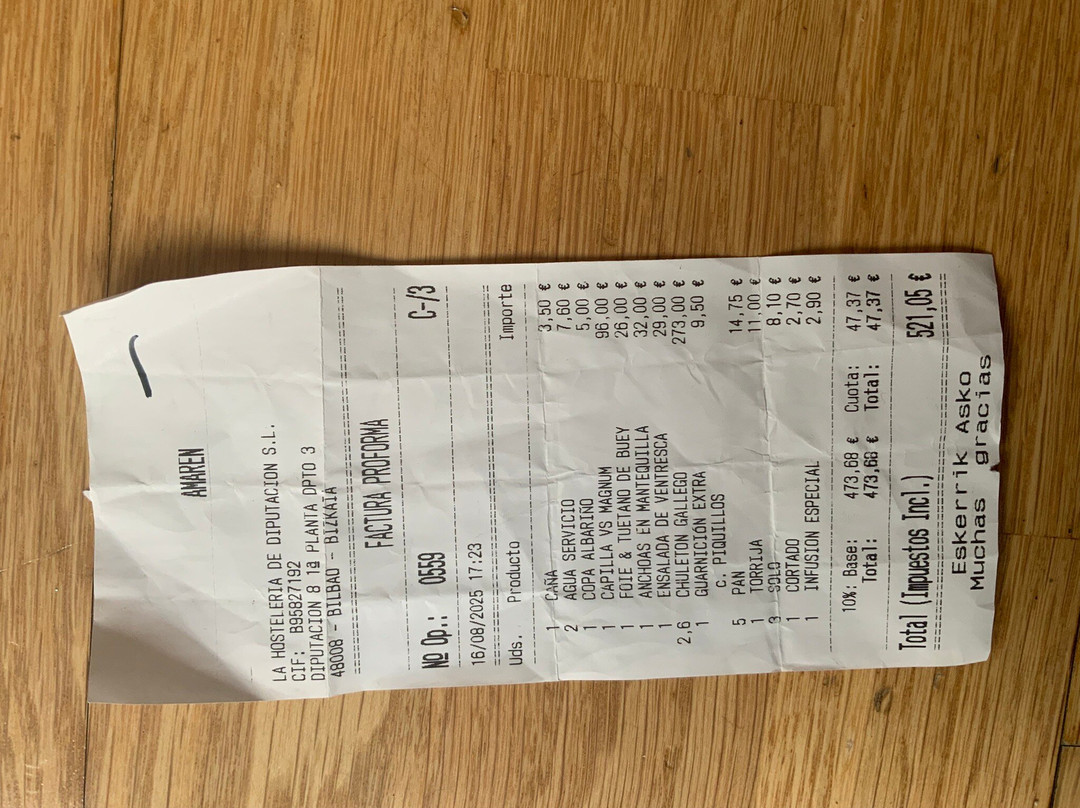 AMAREN
LA HOSTELERIA DE DIPUTACION S.L.
CIF: B95827192
DIPUTACION 8 1ª PLANTA DPTO 3
48008 - BILBAO - BIZKAIA
FACTURA PROFORMA
Nº Op.: 0559 C-/3
16/08/2025 17:23
Uds. Producto Importe
1 CAÑA 3,50 €
2 AGUA SERVICIO 7,60 €
1 COPA ALBARIÑO 5,00 €
1 CAPILLA VS MAGNUM 96,00 €
1 FOIE & TUETANO DE BUEY 26,00 €
1 ANCHOAS EN MANTEQUILLA 32,00 €
1 ENSALADA DE VENTRESCA 29,00 €
2,6 CHULETON GALLEGO 273,00 €
1 GUARNICIÓN EXTRA 9,50 €
c. PIQUILLOS
5 PAN 14,75 €
1 TORRIJA 11,00 €
3 SOLO 8,10 €
1 CORTADO 2,70 €
1 INFUSION ESPECIAL 2,90 €
10%: Base: 473,68 € Cuota: 47,37 €
Total: 473,68 € Total: 47,37 €
Total (Impuestos Incl.) 521,05 €
Eskerrik Asko
Muchas gracias